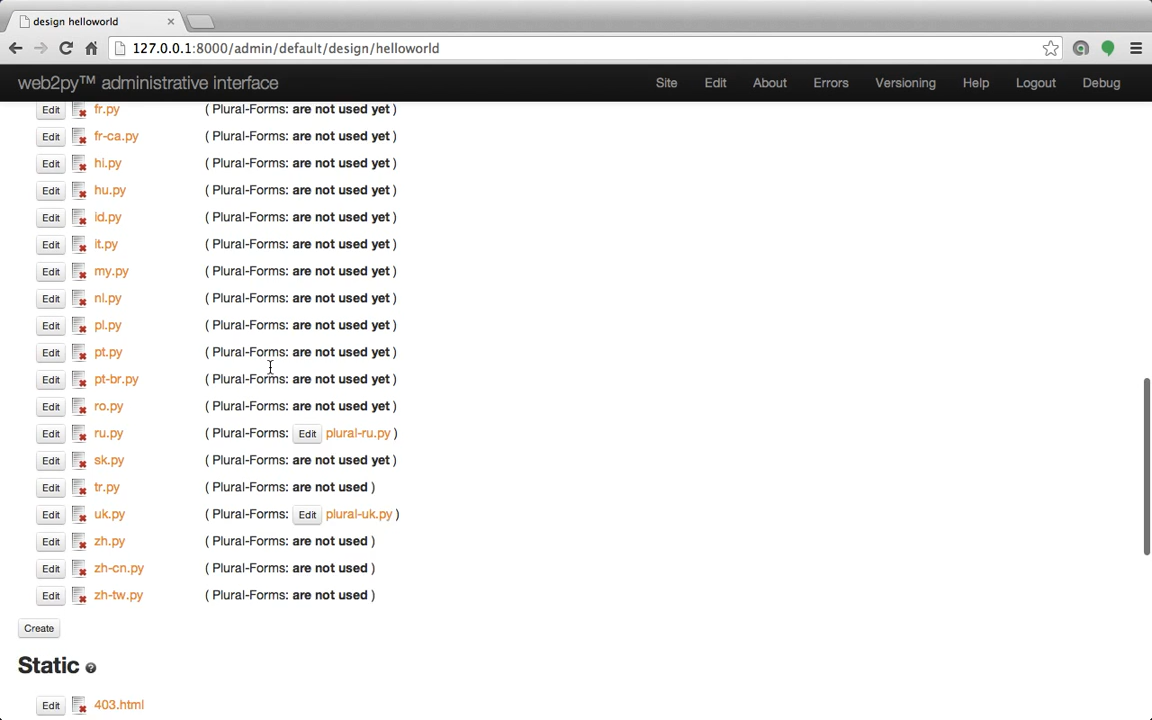 design helloworld
127.0.0.1:8000/admin/default/design/helloworld
web2py™ administrative interface Site Edit About Errors Versioning Help Logout Debug
Edit fr.py ( Plural-Forms: are not used yet )
Edit fr-ca.py ( Plural-Forms: are not used yet )
Edit hi.py ( Plural-Forms: are not used yet )
Edit hu.py ( Plural-Forms: are not used yet )
Edit id.py ( Plural-Forms: are not used yet )
Edit it.py ( Plural-Forms: are not used yet )
Edit my.py ( Plural-Forms: are not used yet )
Edit nl.py ( Plural-Forms: are not used yet )
Edit pl.py ( Plural-Forms: are not used yet )
Edit pt.py ( Plural-Forms: are not used yet )
Edit pt-br.py ( Plural-Forms: are not used yet )
Edit ro.py ( Plural-Forms: are not used yet )
Edit ru.py ( Plural-Forms: Edit plural-ru.py )
Edit sk.py ( Plural-Forms: are not used yet )
Edit tr.py ( Plural-Forms: are not used )
Edit uk.py ( Plural-Forms: Edit plural-uk.py )
Edit zh.py ( Plural-Forms: are not used )
Edit zh-cn.py ( Plural-Forms: are not used )
Edit zh-tw.py ( Plural-Forms: are not used )
Create
Static ?
Edit 403.html